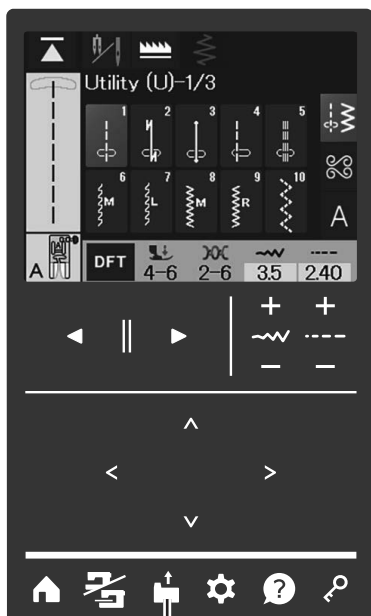 Utility (U)–1/3
1 2 3 4 5
6 7 8 9 10
M L M R
A
A DFT 4–6 2–6 3.5 2.40
+ +
– –
?